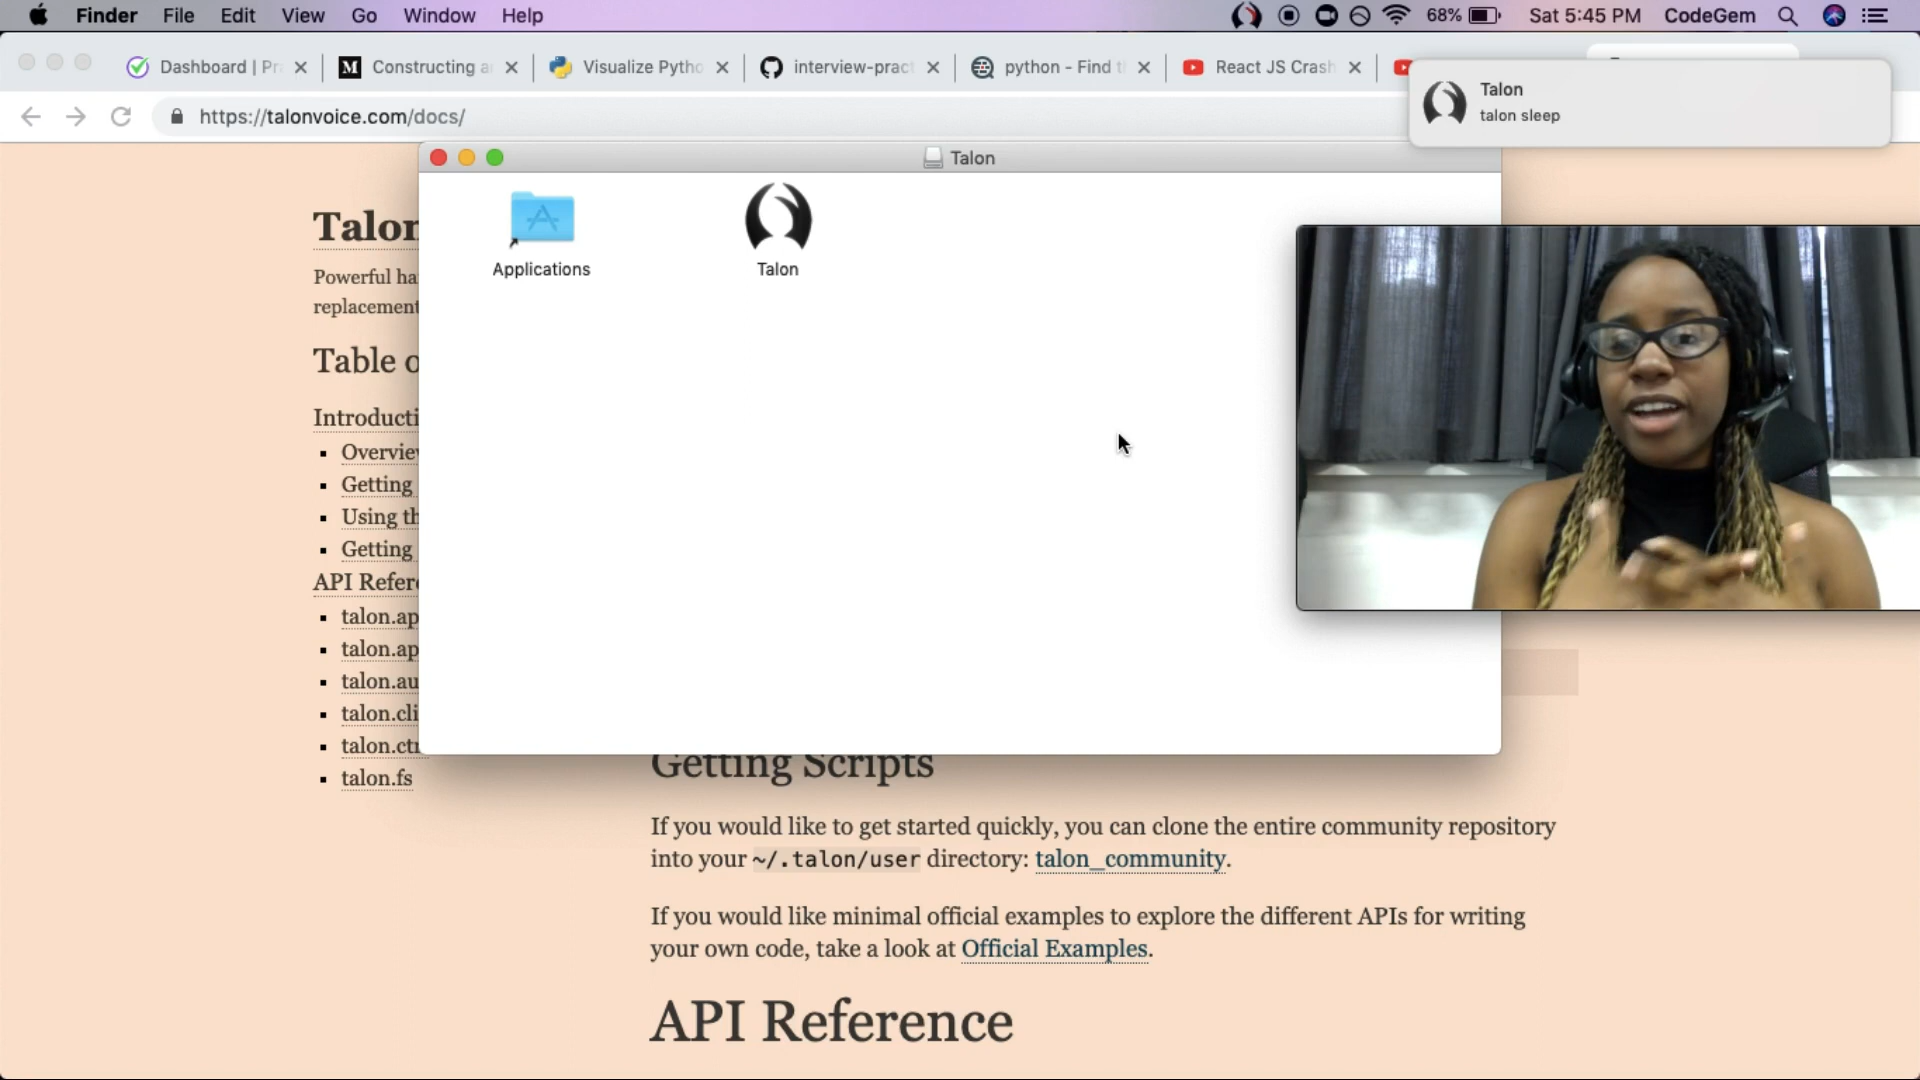 Finder File Edit View Go Window Help 68% Sat 5:45 PM CodeGem
Dashboard | Pr Constructing a Visualize Pytho interview-pract python - Find t React JS Crash
https://talonvoice.com/docs/
Talon
talon sleep
Talon
Applications
Talon
Talon
Powerful ha
replacement
Table o
Introducti
Overvie
Getting
Using th
Getting
API Refere
talon.ap
talon.ap
talon.au
talon.cli
talon.ct
talon.fs
Getting Scripts
If you would like to get started quickly, you can clone the entire community repository
into your ~/.talon/user directory: talon_community.
If you would like minimal official examples to explore the different APIs for writing
your own code, take a look at Official Examples.
API Reference